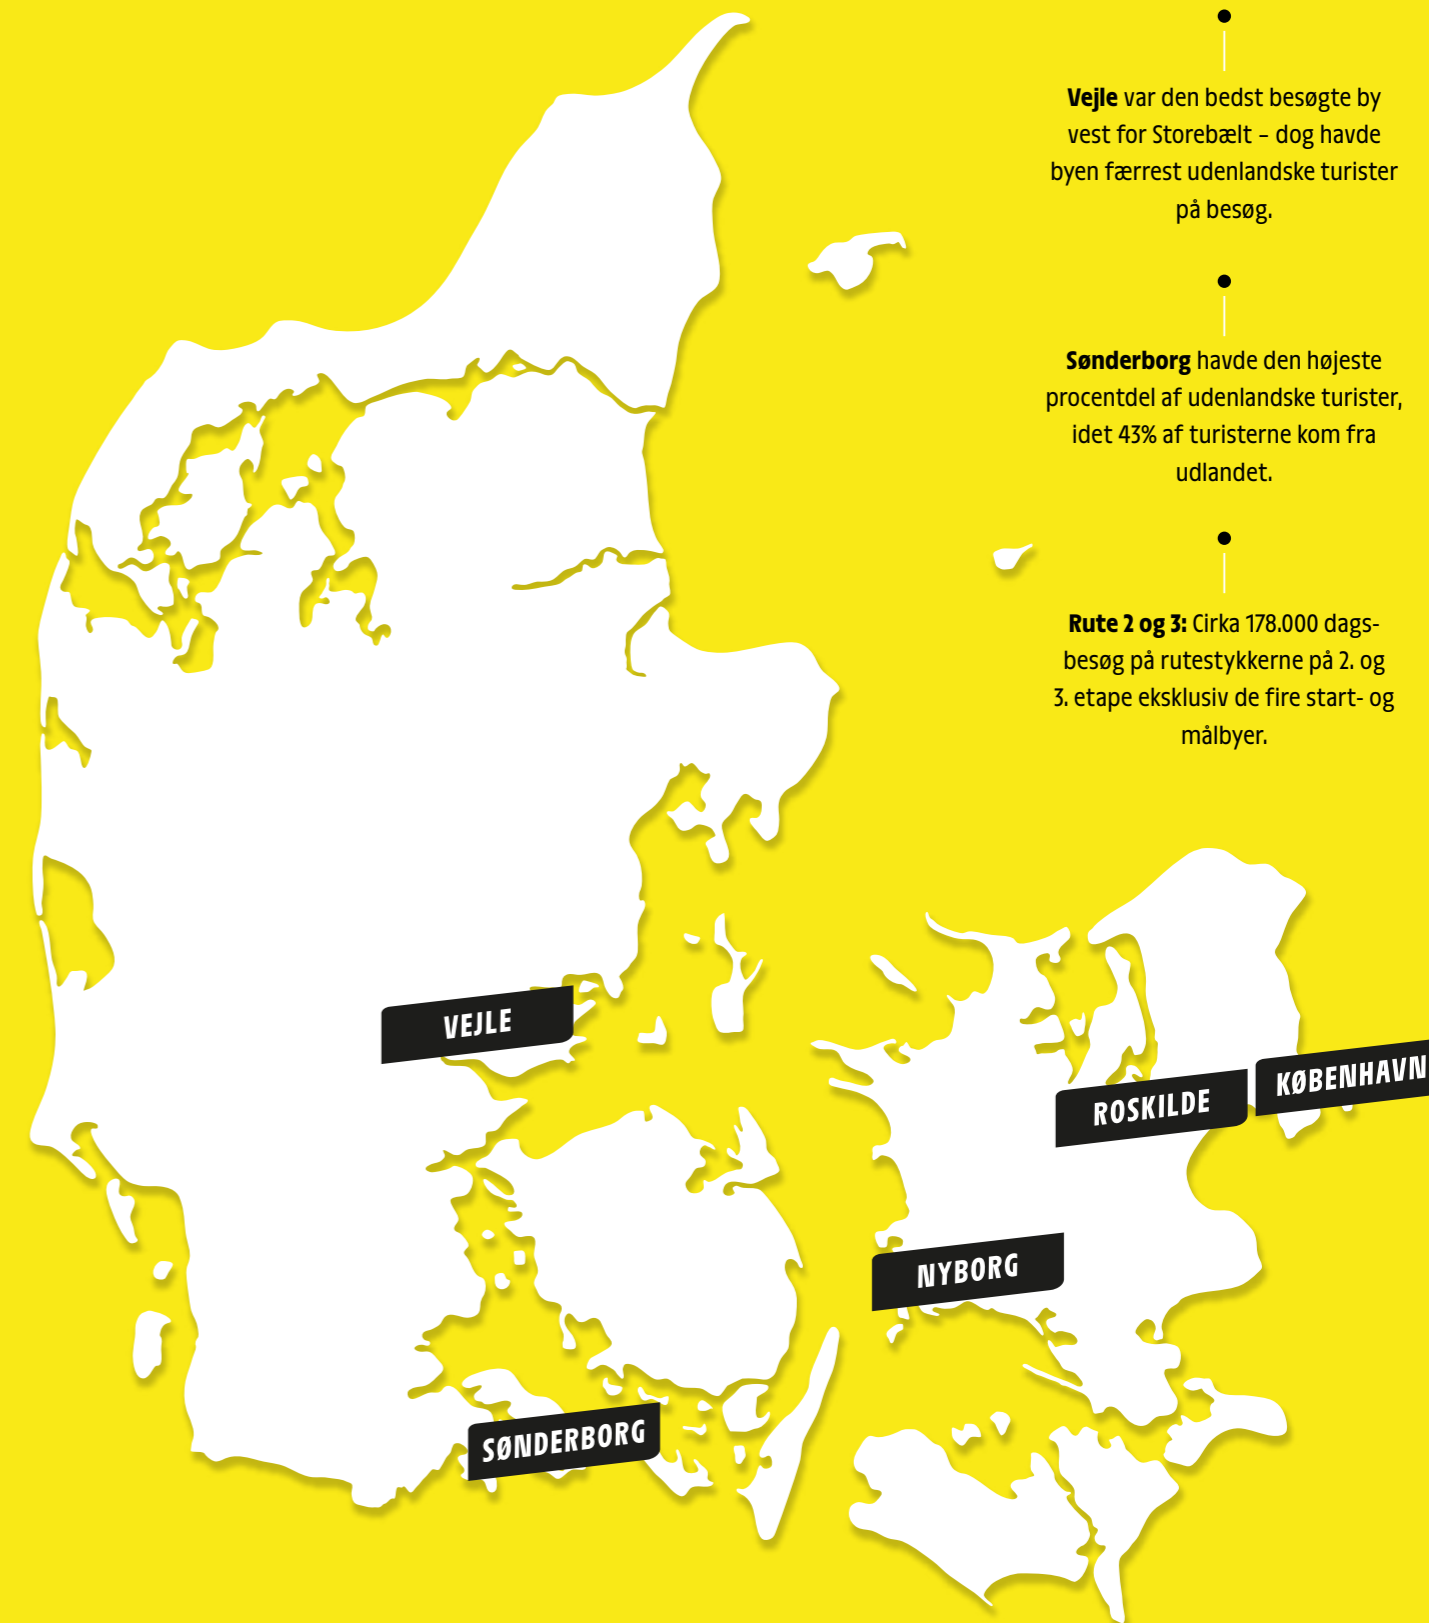 Vejle var den bedst besøgte by
vest for Storebælt – dog havde
byen færrest udenlandske turister
på besøg.
Sønderborg havde den højeste
procentdel af udenlandske turister,
idet 43% af turisterne kom fra
udlandet.
Rute 2 og 3: Cirka 178.000 dags-
besøg på rutestykkerne på 2. og
3. etape eksklusiv de fire start- og
målbyer.
VEJLE
KØBENHAVN
ROSKILDE
NYBORG
SØNDERBORG